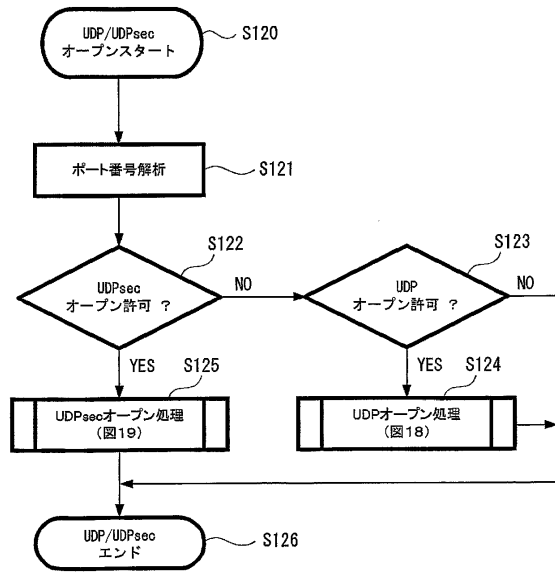 UDP/UDPsec
オープンスタート
S120
ポート番号解析
S121
UDPsec
オープン許可 ?
S122
NO
UDP
オープン許可 ?
S123
NO
YES
S125
YES
S124
UDPsecオープン処理
(図19)
UDPオープン処理
(図18)
UDP/UDPsec
エンド
S126